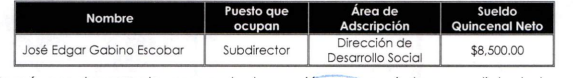 Nombre
Puesto que ocupan
Área de Adscripción
Sueldo Quincenal Neto
José Edgar Gabino Escobar
Subdirector
Dirección de Desarrollo Social
$8,500.00